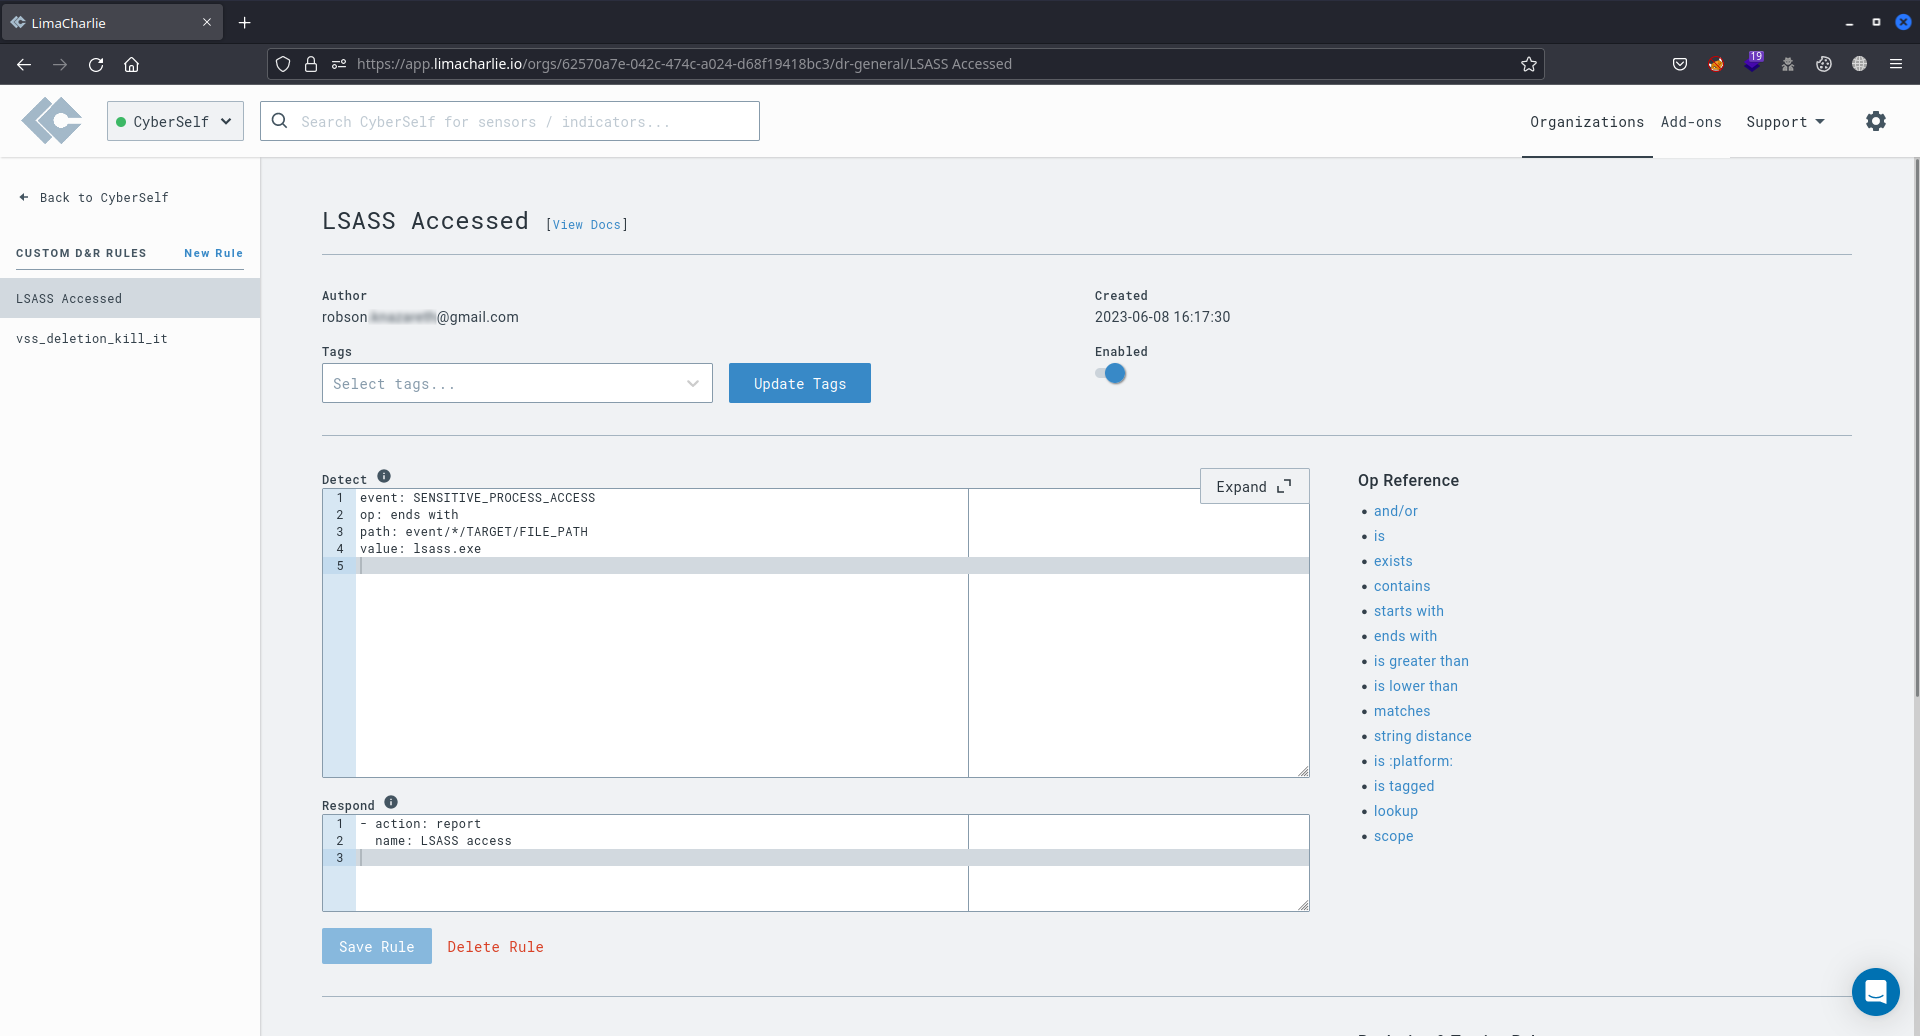 LimaCharlie
https://app.limacharlie.io/orgs/62570a7e-042c-474c-a024-d68f19418bc3/dr-general/LSASS Accessed
19
CyberSelf
Search CyberSelf for sensors / indicators...
Organizations
Add-ons
Support
Back to CyberSelf
CUSTOM D&R RULES
New Rule
LSASS Accessed
vss_deletion_kill_it
LSASS Accessed [View Docs]
Author
robson @gmail.com
Created
2023-06-08 16:17:30
Tags
Select tags...
Update Tags
Enabled
Detect
Expand
1 event: SENSITIVE_PROCESS_ACCESS
2 op: ends with
3 path: event/*/TARGET/FILE_PATH
4 value: lsass.exe
5
Respond
1 - action: report
2 name: LSASS access
3
Save Rule
Delete Rule
Op Reference
and/or
is
exists
contains
starts with
ends with
is greater than
is lower than
matches
string distance
is :platform:
is tagged
lookup
scope